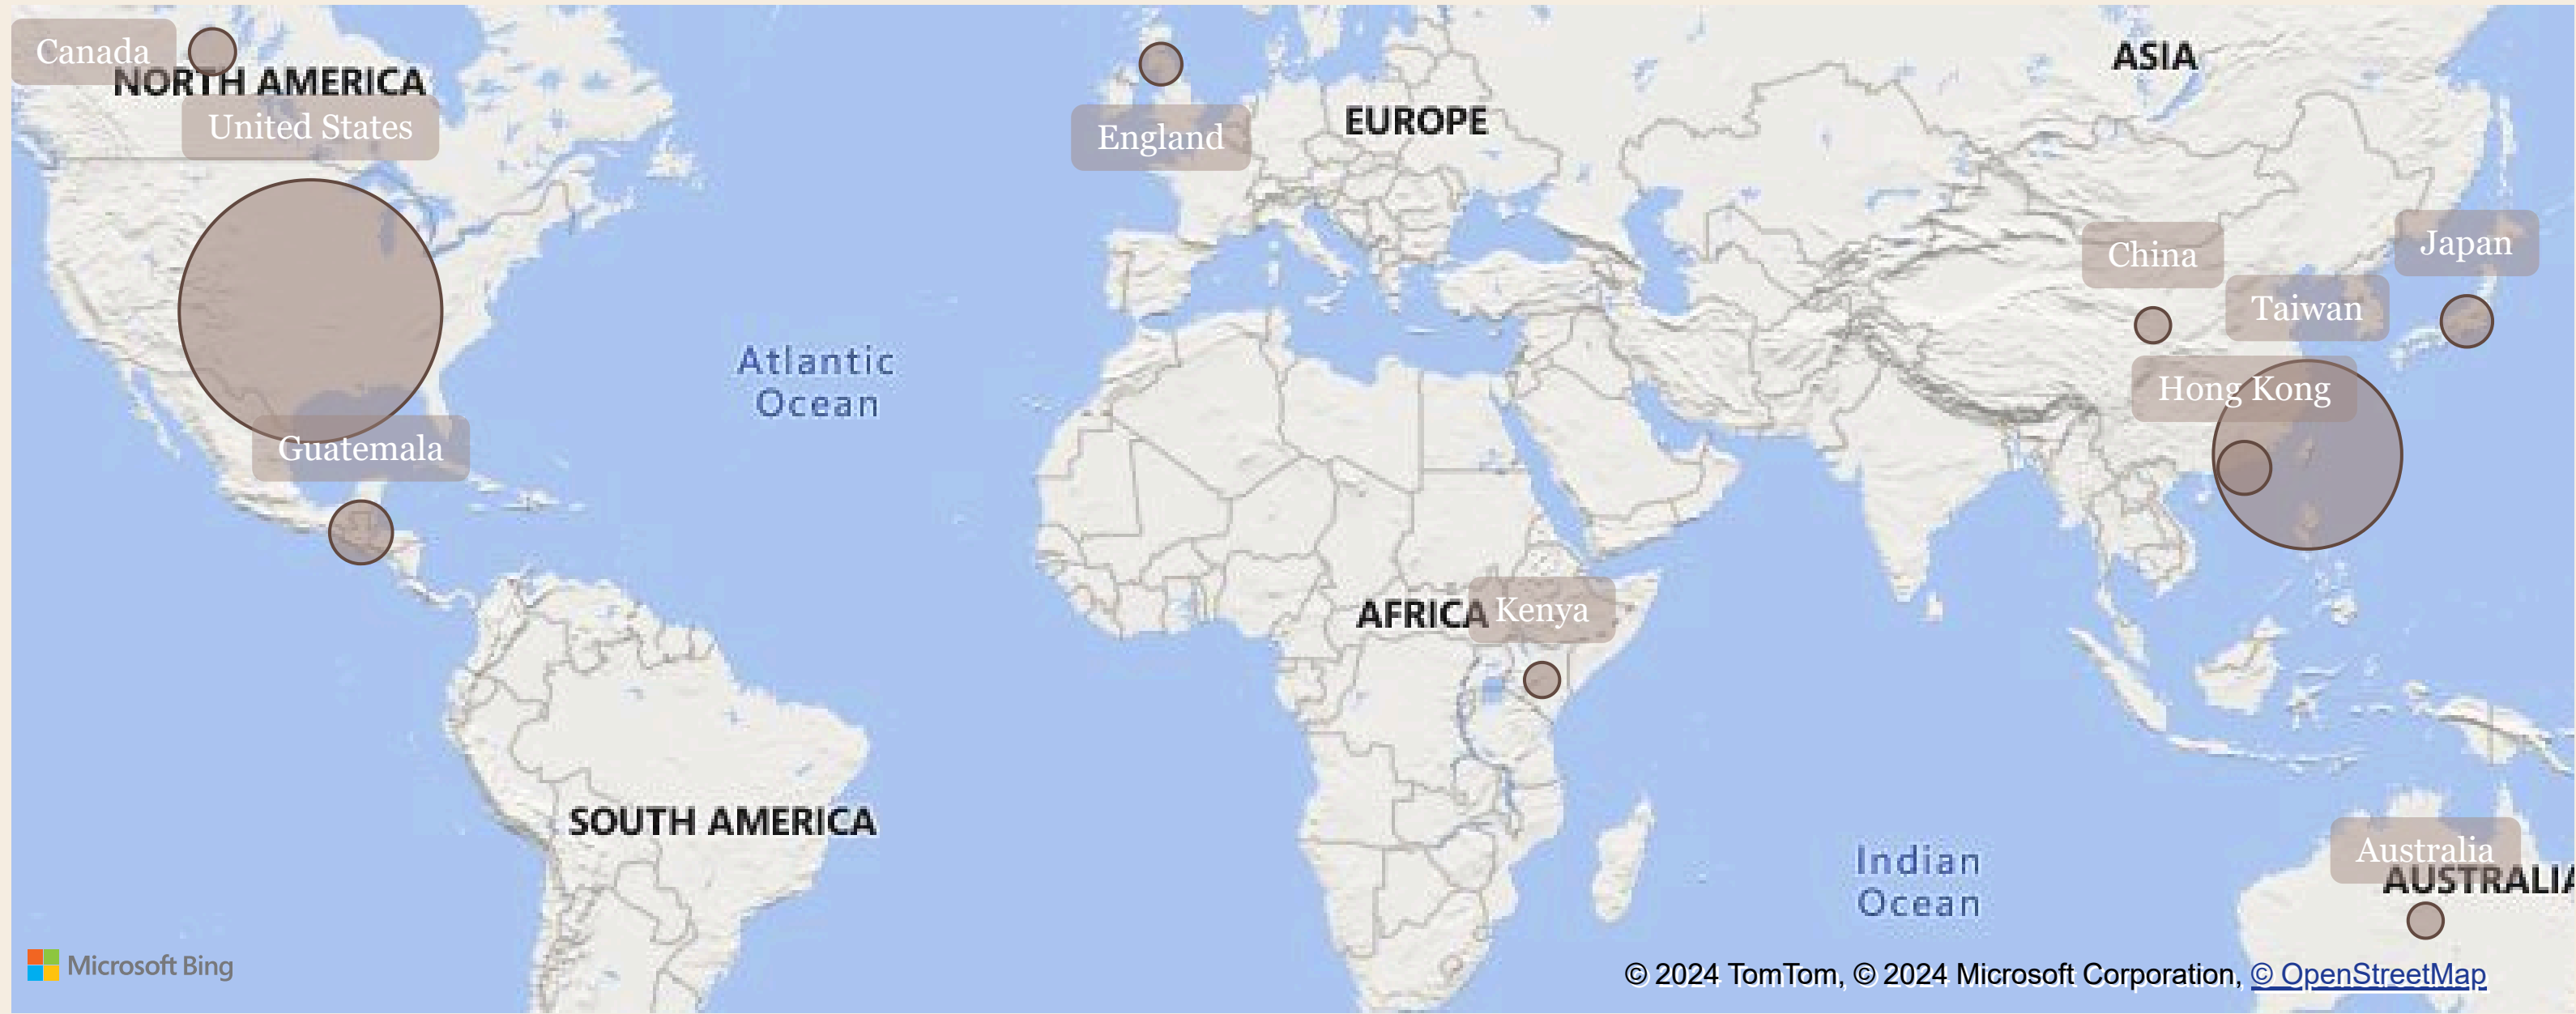 Canada
NORTH AMERICA
United States
Guatemala
Atlantic
Ocean
SOUTH AMERICA
England
EUROPE
AFRICA
Kenya
ASIA
China
Japan
Taiwan
Hong Kong
Indian
Ocean
Australia
AUSTRALIA
Microsoft Bing
© 2024 TomTom, © 2024 Microsoft Corporation, © OpenStreetMap